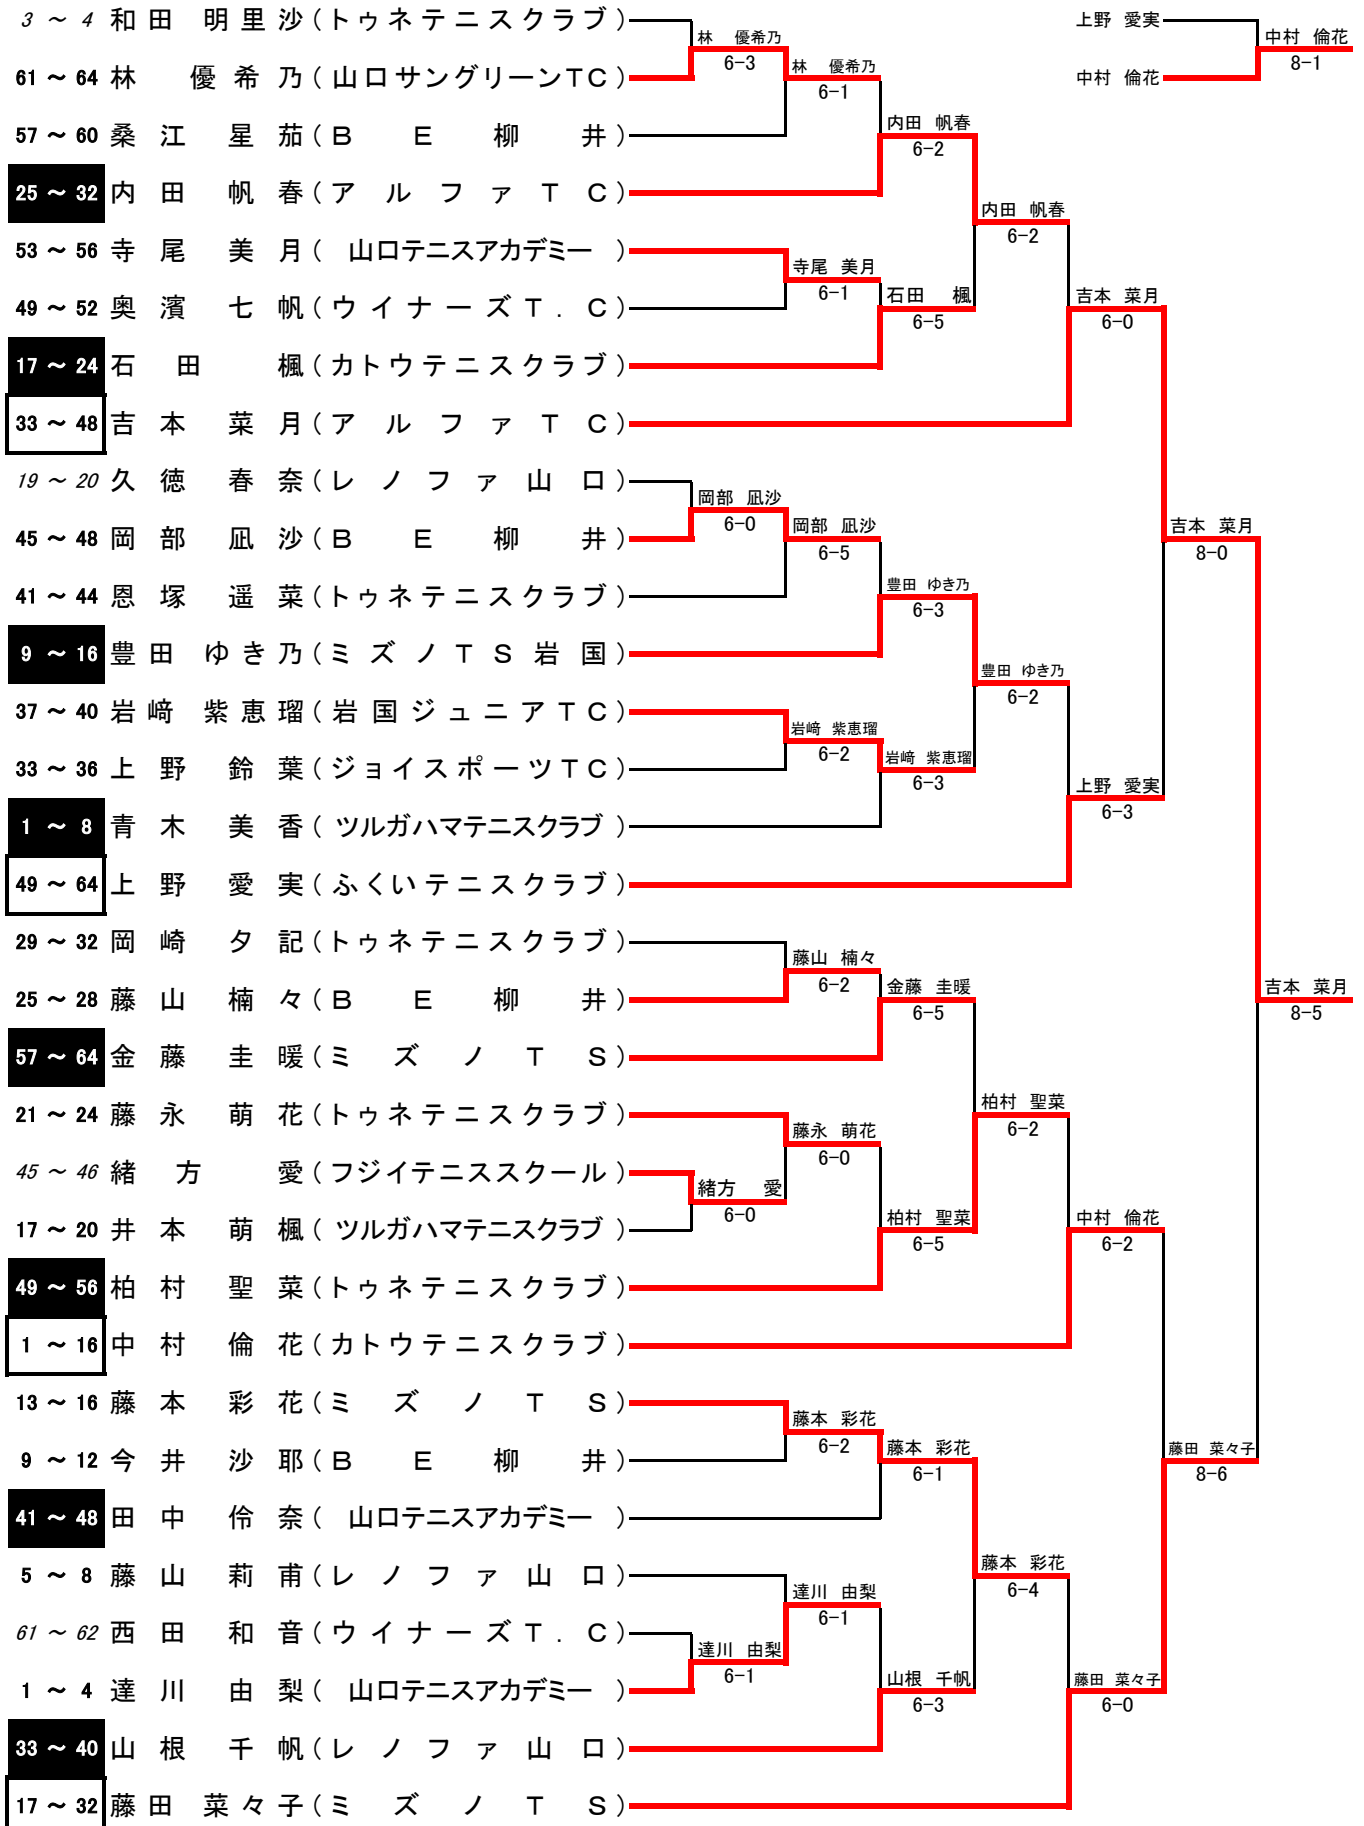 3 ～ 4 和田 明里沙(トゥネテニスクラブ)
上野 愛実
林 優希乃
6-3
中村 倫花
8-1
61 ～ 64 林 優希乃(山口サングリーンTC)
林 優希乃
6-1
中村 倫花
57 ～ 60 桑江星茄(BE柳井)
内田 帆春
6-2
25 ～ 32 内田帆春(アルファTC)
内田 帆春
6-2
53 ～ 56 寺尾美月(山口テニスアカデミー)
寺尾 美月
6-1
49 ～ 52 奥濱七帆(ウイナーズT.C)
石田 楓
6-5
吉本 菜月
6-0
17 ～ 24 石田楓(カトウテニスクラブ)
33 ～ 48 吉本菜月(アルファTC)
19 ～ 20 久徳春奈(レノファ山口)
岡部 凪沙
6-0
45 ～ 48 岡部凪沙(BE柳井)
岡部 凪沙
6-5
吉本 菜月
8-0
41 ～ 44 恩塚遥菜(トゥネテニスクラブ)
豊田 ゆき乃
6-3
9 ～ 16 豊田 ゆき乃(ミズノTS岩国)
豊田 ゆき乃
6-2
37 ～ 40 岩﨑 紫恵瑠(岩国ジュニアTC)
岩﨑 紫恵瑠
6-2
33 ～ 36 上野鈴葉(ジョイスポーツTC)
岩﨑 紫恵瑠
6-3
上野 愛実
6-3
1 ～ 8 青木美香(ツルガハマテニスクラブ)
49 ～ 64 上野愛実(ふくいテニスクラブ)
29 ～ 32 岡崎夕記(トゥネテニスクラブ)
藤山 楠々
6-2
25 ～ 28 藤山楠々(BE柳井)
金藤 圭暖
6-5
吉本 菜月
8-5
57 ～ 64 金藤圭暖(ミズノTS)
21 ～ 24 藤永萌花(トゥネテニスクラブ)
柏村 聖菜
6-2
藤永 萌花
6-0
45 ～ 46 緒方愛(フジイテニススクール)
緒方 愛
6-0
17 ～ 20 井本萌楓(ツルガハマテニスクラブ)
柏村 聖菜
6-5
中村 倫花
6-2
49 ～ 56 柏村聖菜(トゥネテニスクラブ)
1 ～ 16 中村倫花(カトウテニスクラブ)
13 ～ 16 藤本彩花(ミズノTS)
藤本 彩花
6-2
9 ～ 12 今井沙耶(BE柳井)
藤本 彩花
6-1
藤田 菜々子
8-6
41 ～ 48 田中伶奈(山口テニスアカデミー)
5 ～ 8 藤山莉甫(レノファ山口)
藤本 彩花
6-4
達川 由梨
6-1
61 ～ 62 西田和音(ウイナーズT.C)
達川 由梨
6-1
1 ～ 4 達川由梨(山口テニスアカデミー)
山根 千帆
6-3
藤田 菜々子
6-0
33 ～ 40 山根千帆(レノファ山口)
17 ～ 32 藤田 菜々子(ミズノTS)